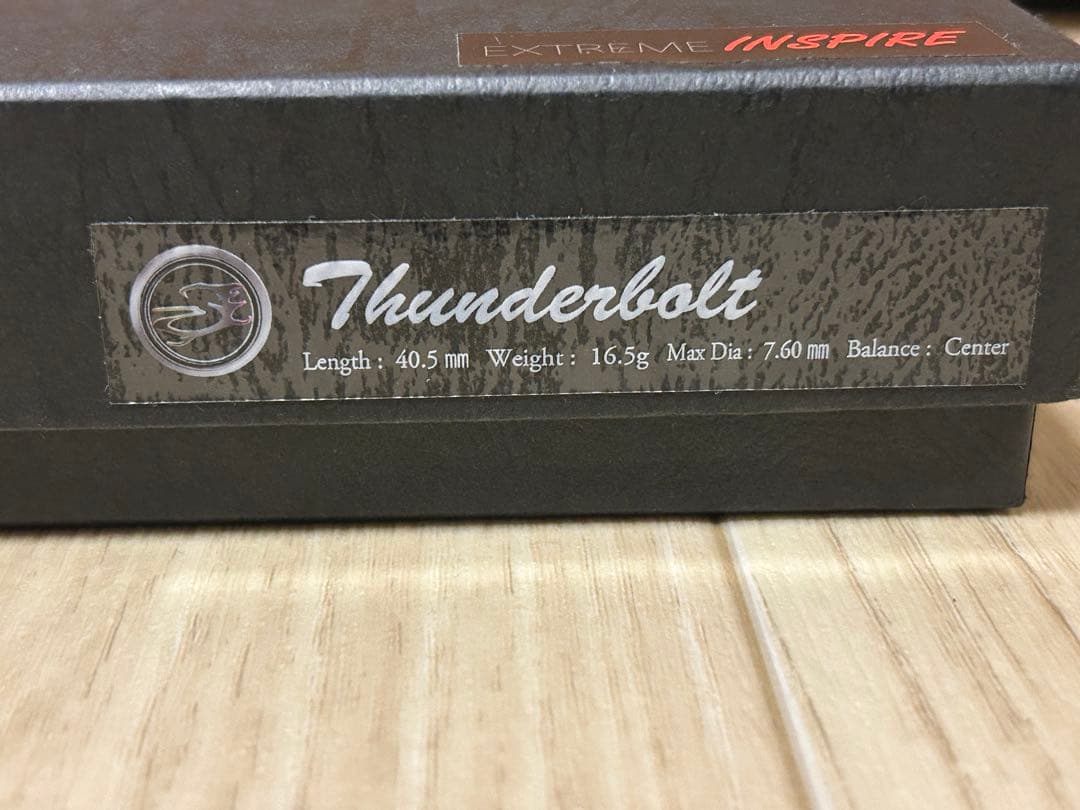 EXTREME INSPIRE
Thunderbolt
Length : 40.5 ㎜ Weight : 16.5g Max Dia : 7.60 ㎜ Balance : Center